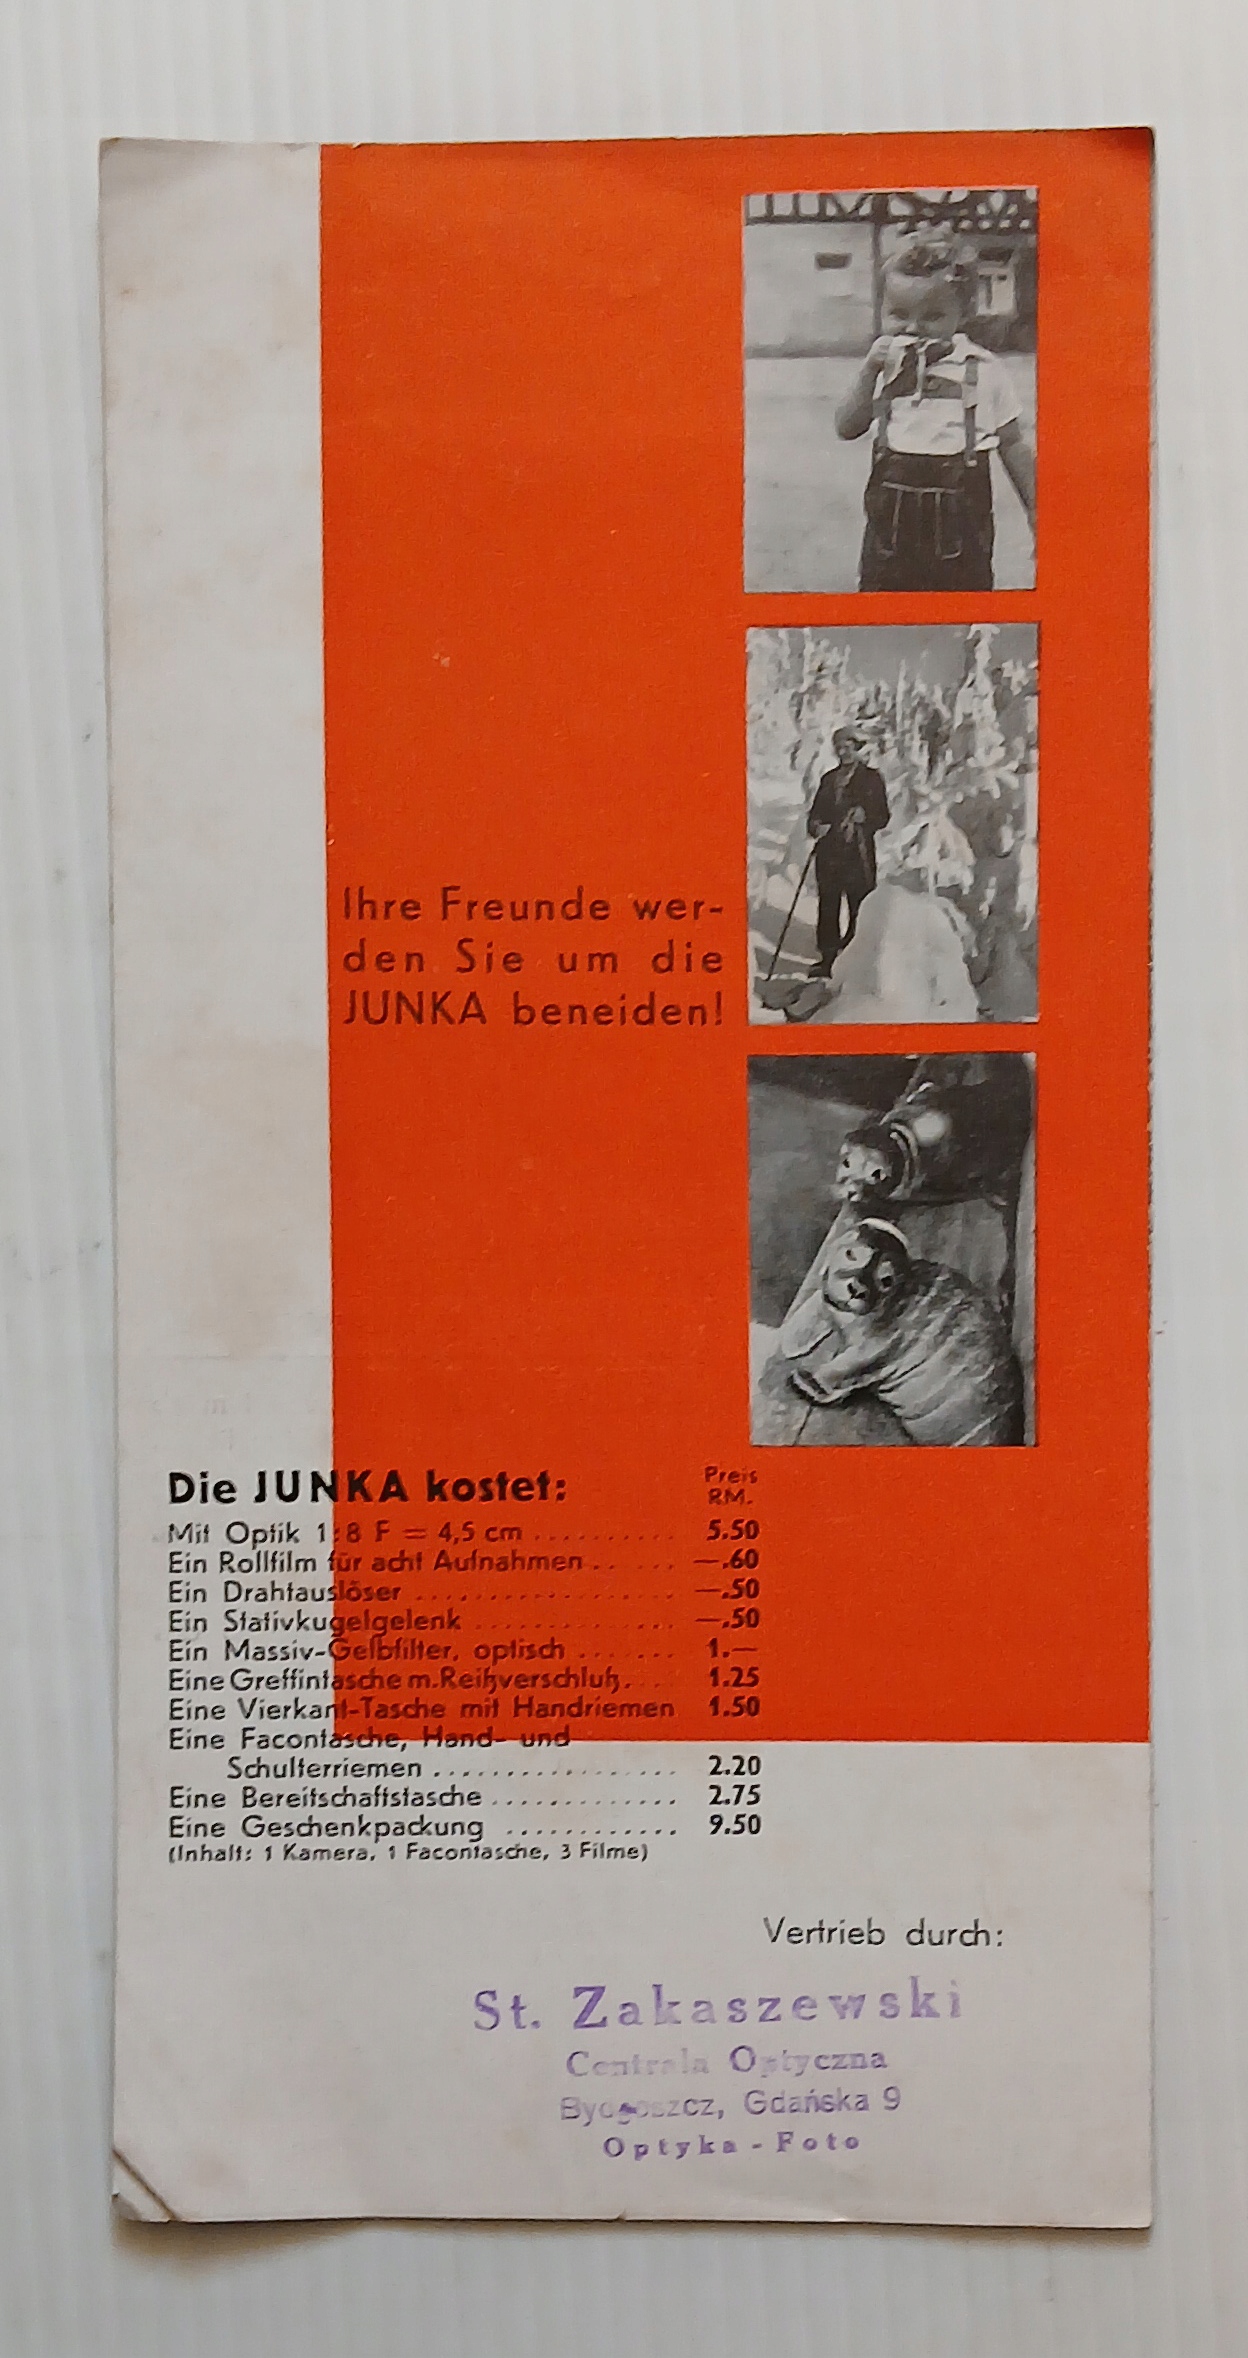 Ihre Freunde wer-
den Sie um die
JUNKA beneiden!
Die JUNKA kostet:
Preis
RM.
Mit Optik 1:8 F = 4,5 cm .......... 5.50
Ein Rollfilm für acht Aufnahmen .. ... —.60
Ein Drahtauslöser .................. —.50
Ein Stativkugelgelenk .............. —.50
Ein Massiv-Gelbfilter, optisch ....... 1.—
Eine Greffintasche m. Reißverschluß. ... 1.25
Eine Vierkant-Tasche mit Handriemen 1.50
Eine Facontasche, Hand- und
Schulterriemen ................. 2.20
Eine Bereitschaftstasche ............. 2.75
Eine Geschenkpackung ............ 9.50
(Inhalt: 1 Kamera, 1 Facontasche, 3 Filme)
Vertrieb durch:
St. Zakaszewski
Centrala Optyczna
Bydgoszcz, Gdańska 9
Optyka - Foto